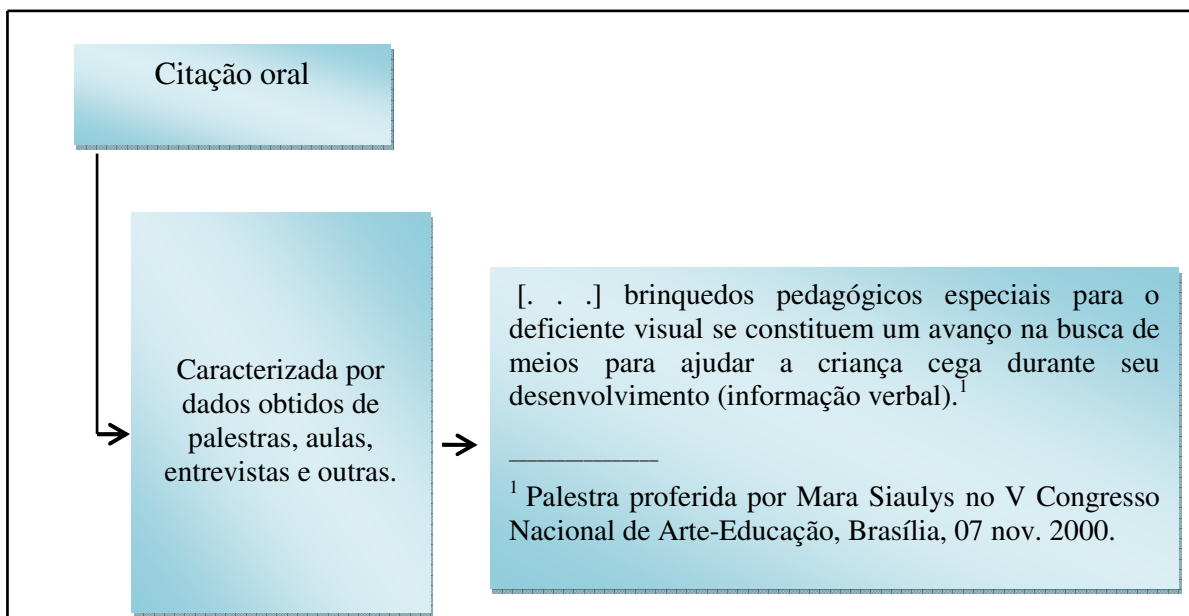 Citação oral
Caracterizada por
dados obtidos de
palestras, aulas,
entrevistas e outras.
[. . .] brinquedos pedagógicos especiais para o
deficiente visual se constituem um avanço na busca de
meios para ajudar a criança cega durante seu
desenvolvimento (informação verbal).¹
______________
¹ Palestra proferida por Mara Siaulys no V Congresso
Nacional de Arte-Educação, Brasília, 07 nov. 2000.